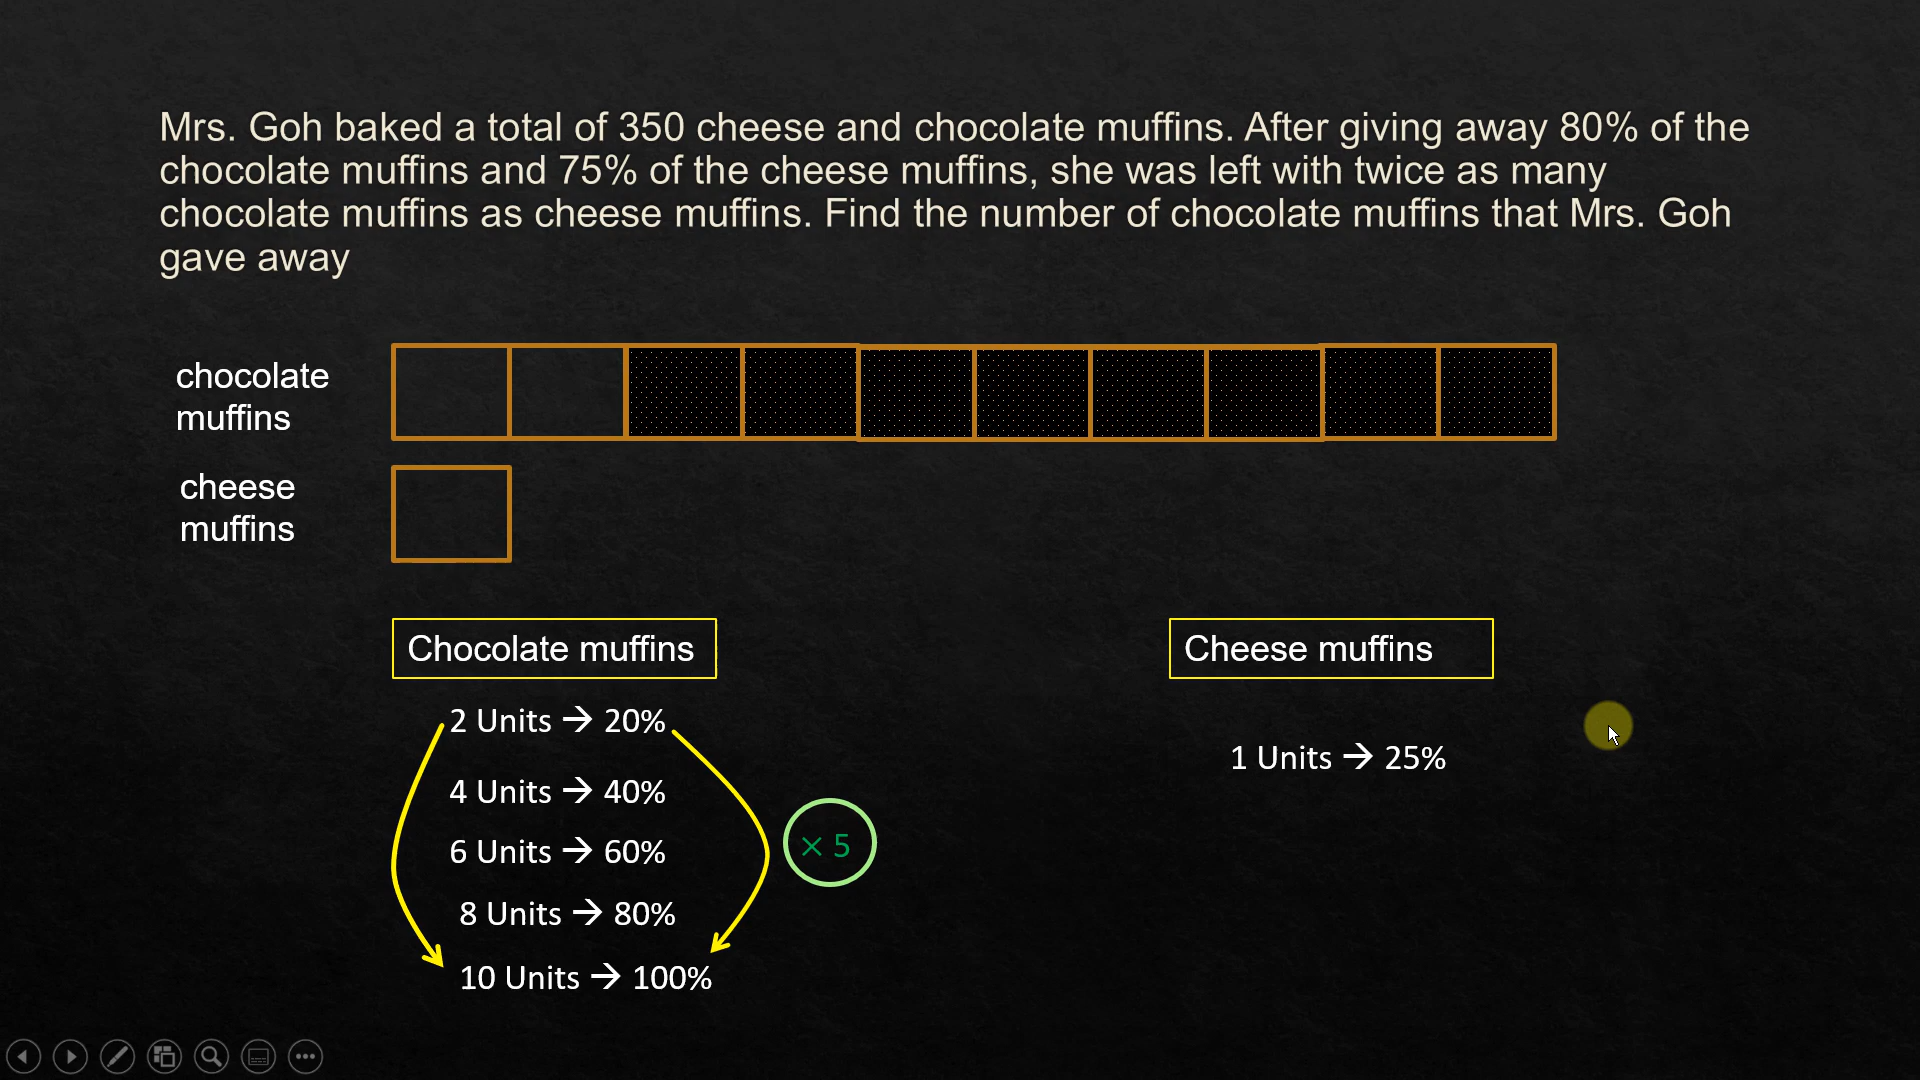 Mrs. Goh baked a total of 350 cheese and chocolate muffins. After giving away 80% of the
chocolate muffins and 75% of the cheese muffins, she was left with twice as many
chocolate muffins as cheese muffins. Find the number of chocolate muffins that Mrs. Goh
gave away
chocolate
muffins
cheese
muffins
Chocolate muffins
2 Units → 20%
4 Units → 40%
6 Units → 60%
8 Units → 80%
10 Units → 100%
× 5
Cheese muffins
1 Units → 25%